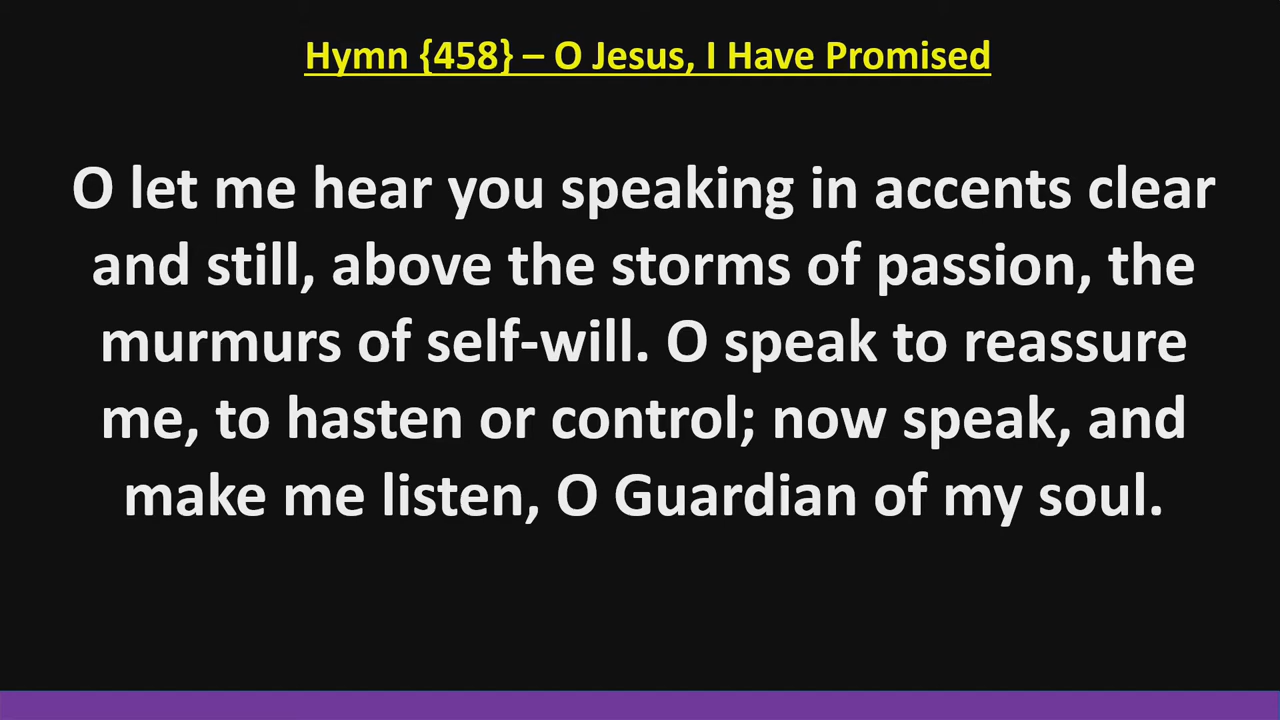 Hymn {458} – O Jesus, I Have Promised
O let me hear you speaking in accents clear
and still, above the storms of passion, the
murmurs of self-will. O speak to reassure
me, to hasten or control; now speak, and
make me listen, O Guardian of my soul.